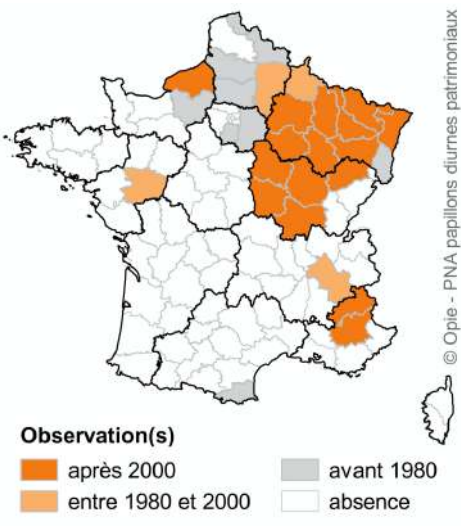 © Opie - PNA papillons diurnes patrimoniaux
Observation(s)
après 2000
avant 1980
entre 1980 et 2000
absence